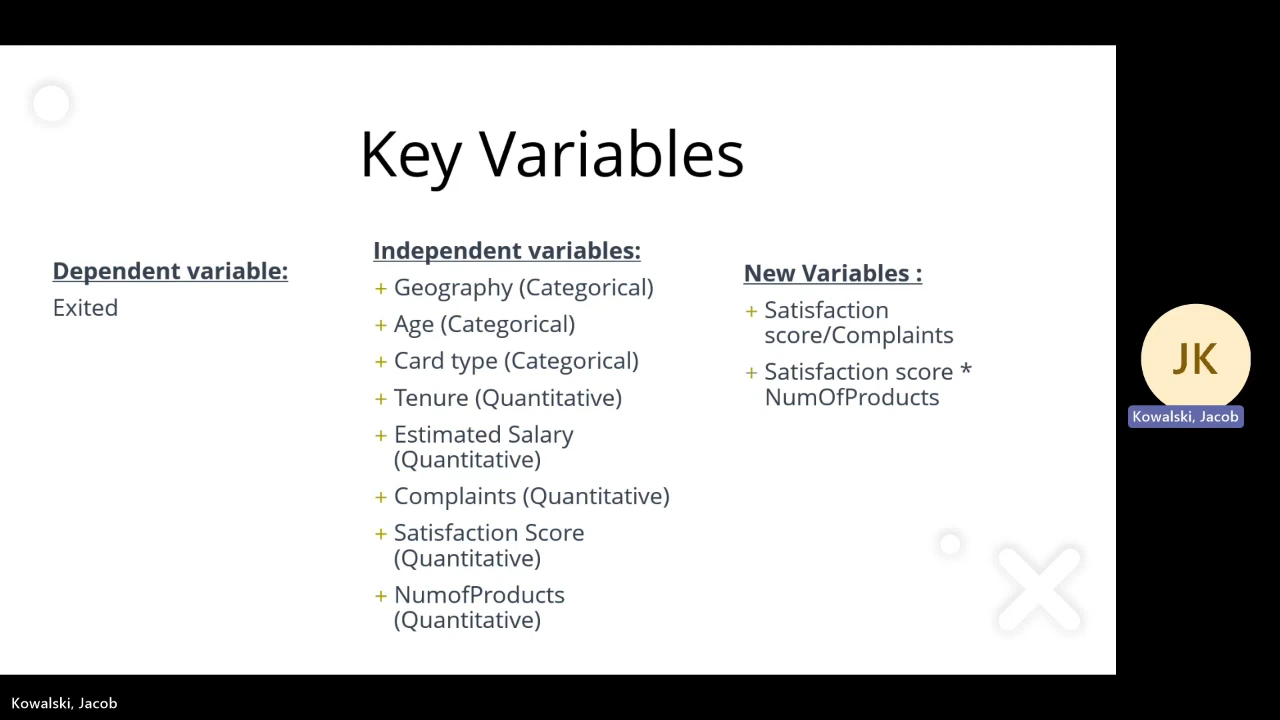 Key Variables
Dependent variable:
Exited
Independent variables:
+ Geography (Categorical)
+ Age (Categorical)
+ Card type (Categorical)
+ Tenure (Quantitative)
+ Estimated Salary
(Quantitative)
+ Complaints (Quantitative)
+ Satisfaction Score
(Quantitative)
+ NumofProducts
(Quantitative)
New Variables :
+ Satisfaction
score/Complaints
+ Satisfaction score *
NumOfProducts
JK
Kowalski, Jacob
Kowalski, Jacob